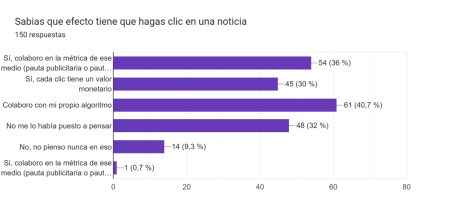 Sabias que efecto tiene que hagas clic en una noticia
150 respuestas
Sí, colaboro en la métrica de ese
medio (pauta publicitaria o paut…
54 (36 %)
Sí, cada clic tiene un valor
monetario
45 (30 %)
Colaboro con mi propio algoritmo
61 (40,7 %)
No me lo había puesto a pensar
48 (32 %)
No, no pienso nunca en eso
14 (9,3 %)
Si, colaboro en la métrica de ese
medio (pauta publicitaria o paut…
1 (0,7 %)
0 20 40 60 80